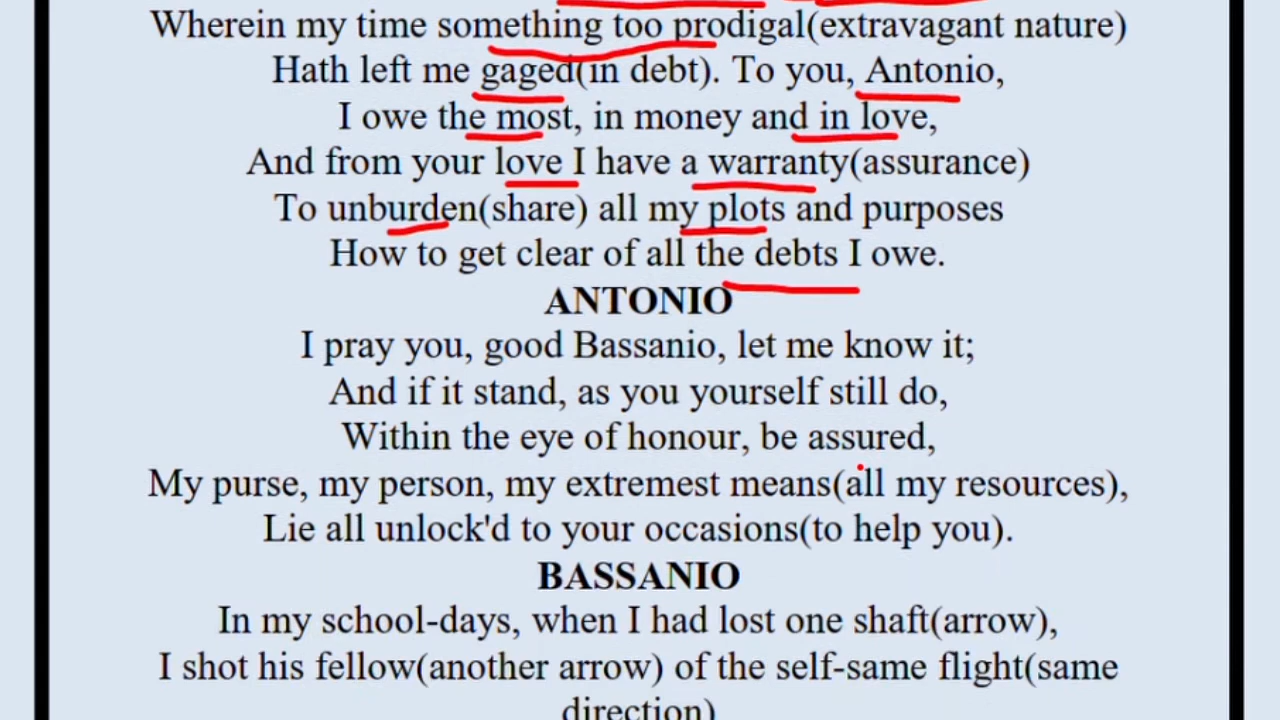 Wherein my time something too prodigal(extravagant nature)
Hath left me gaged(in debt). To you, Antonio,
I owe the most, in money and in love,
And from your love I have a warranty(assurance)
To unburden(share) all my plots and purposes
How to get clear of all the debts I owe.
ANTONIO
I pray you, good Bassanio, let me know it;
And if it stand, as you yourself still do,
Within the eye of honour, be assured,
My purse, my person, my extremest means(all my resources),
Lie all unlock'd to your occasions(to help you).
BASSANIO
In my school-days, when I had lost one shaft(arrow),
I shot his fellow(another arrow) of the self-same flight(same
direction)